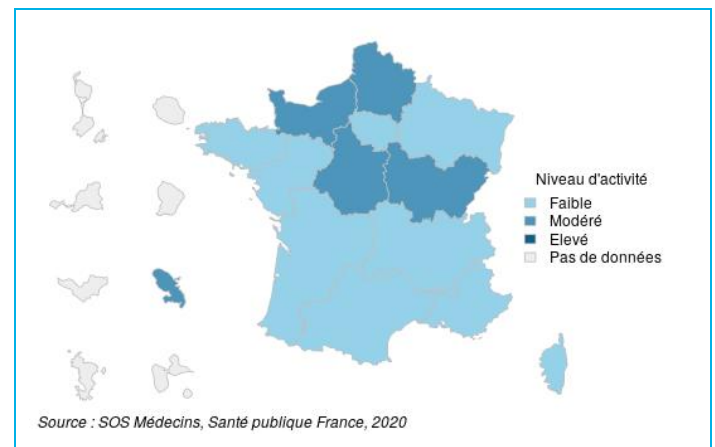 Niveau d'activité
Faible
Modéré
Elevé
Pas de données
Source : SOS Médecins, Santé publique France, 2020